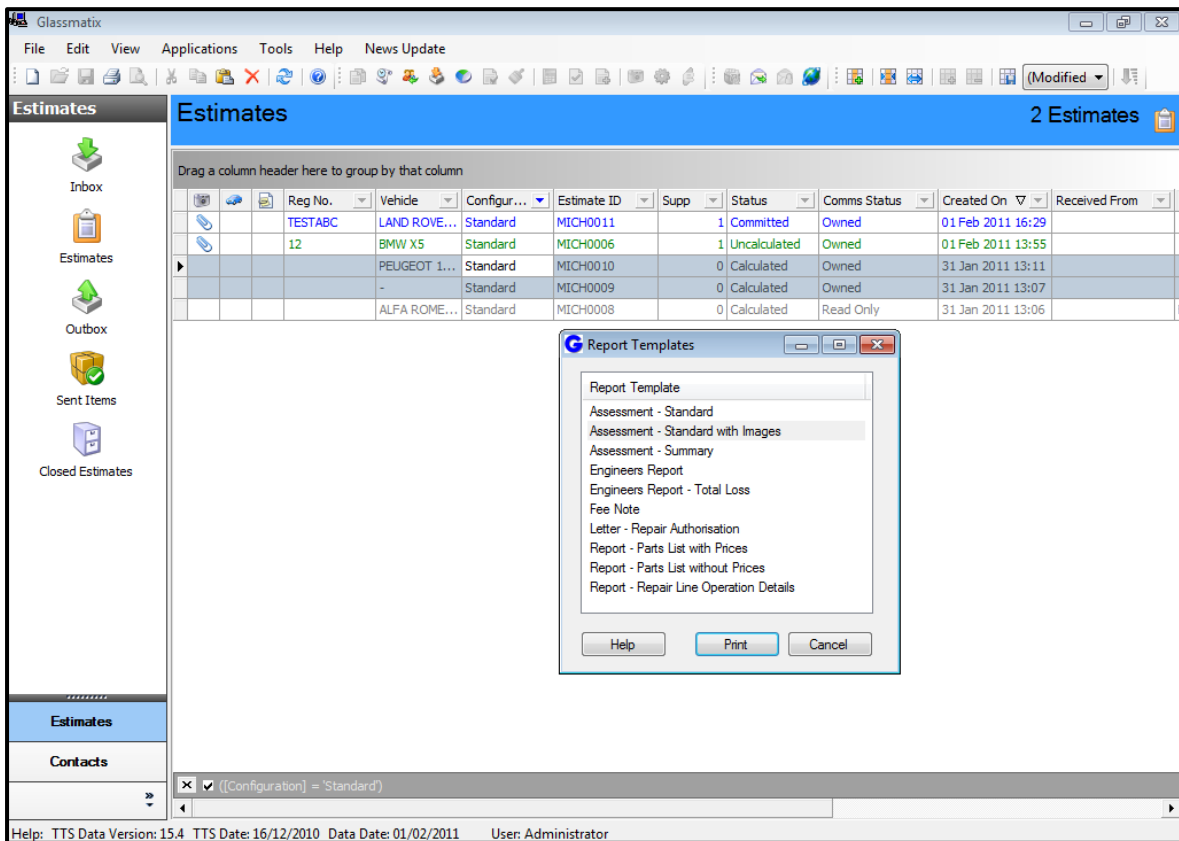 Glassmatix
File Edit View Applications Tools Help News Update
(Modified
Estimates
Inbox
Estimates
Outbox
Sent Items
Closed Estimates
Estimates
Contacts
Estimates 2 Estimates
Drag a column header here to group by that column
Reg No. Vehicle Configur... Estimate ID Supp Status Comms Status Created On Received From
TESTABC LAND ROVE... Standard MICH0011 1 Committed Owned 01 Feb 2011 16:29
12 BMW X5 Standard MICH0006 1 Uncalculated Owned 01 Feb 2011 13:55
PEUGEOT 1... Standard MICH0010 0 Calculated Owned 31 Jan 2011 13:11
- Standard MICH0009 0 Calculated Owned 31 Jan 2011 13:07
ALFA ROME... Standard MICH0008 0 Calculated Read Only 31 Jan 2011 13:06
Report Templates
Report Template
Assessment - Standard
Assessment - Standard with Images
Assessment - Summary
Engineers Report
Engineers Report - Total Loss
Fee Note
Letter - Repair Authorisation
Report - Parts List with Prices
Report - Parts List without Prices
Report - Repair Line Operation Details
Help Print Cancel
([Configuration] = 'Standard')
Help: TTS Data Version: 15.4 TTS Date: 16/12/2010 Data Date: 01/02/2011 User: Administrator